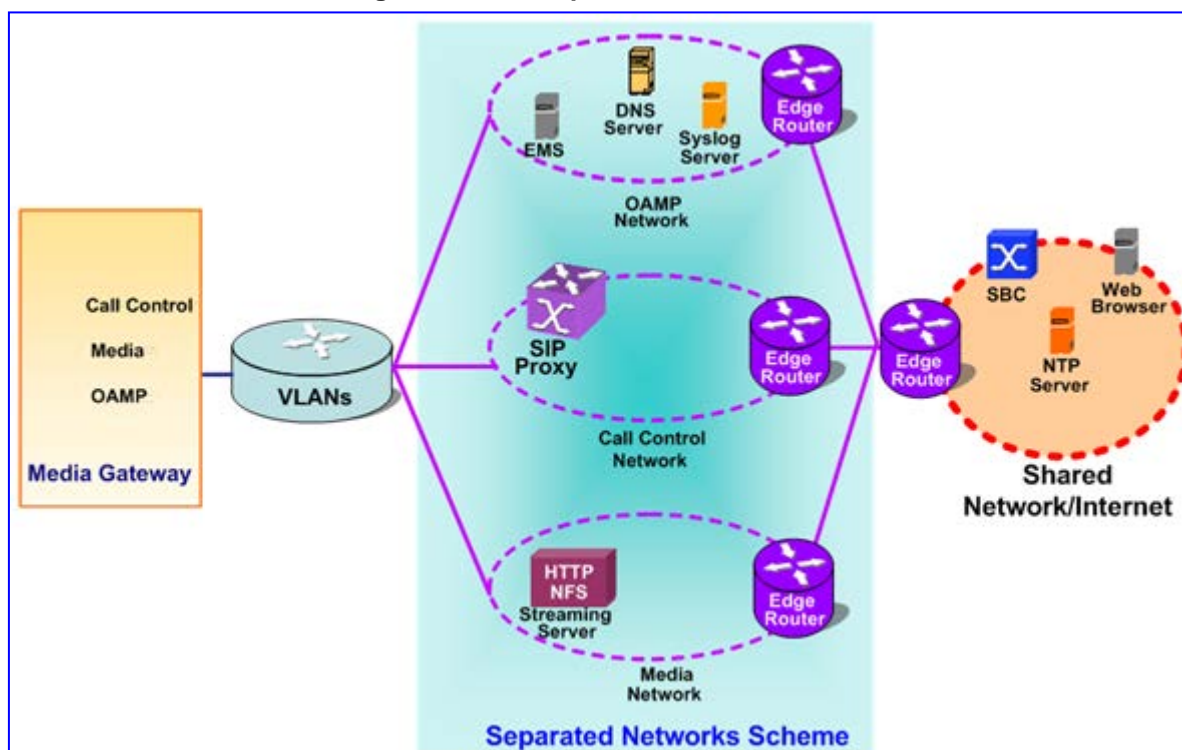 Call Control
Media
OAMP
Media Gateway
VLANs
EMS
DNS
Server
Syslog
Server
Edge
Router
OAMP
Network
SIP
Proxy
Edge
Router
Call Control
Network
HTTP
NFS
Streaming
Server
Edge
Router
Media
Network
Separated Networks Scheme
Edge
Router
SBC
Web
Browser
NTP
Server
Shared
Network/Internet